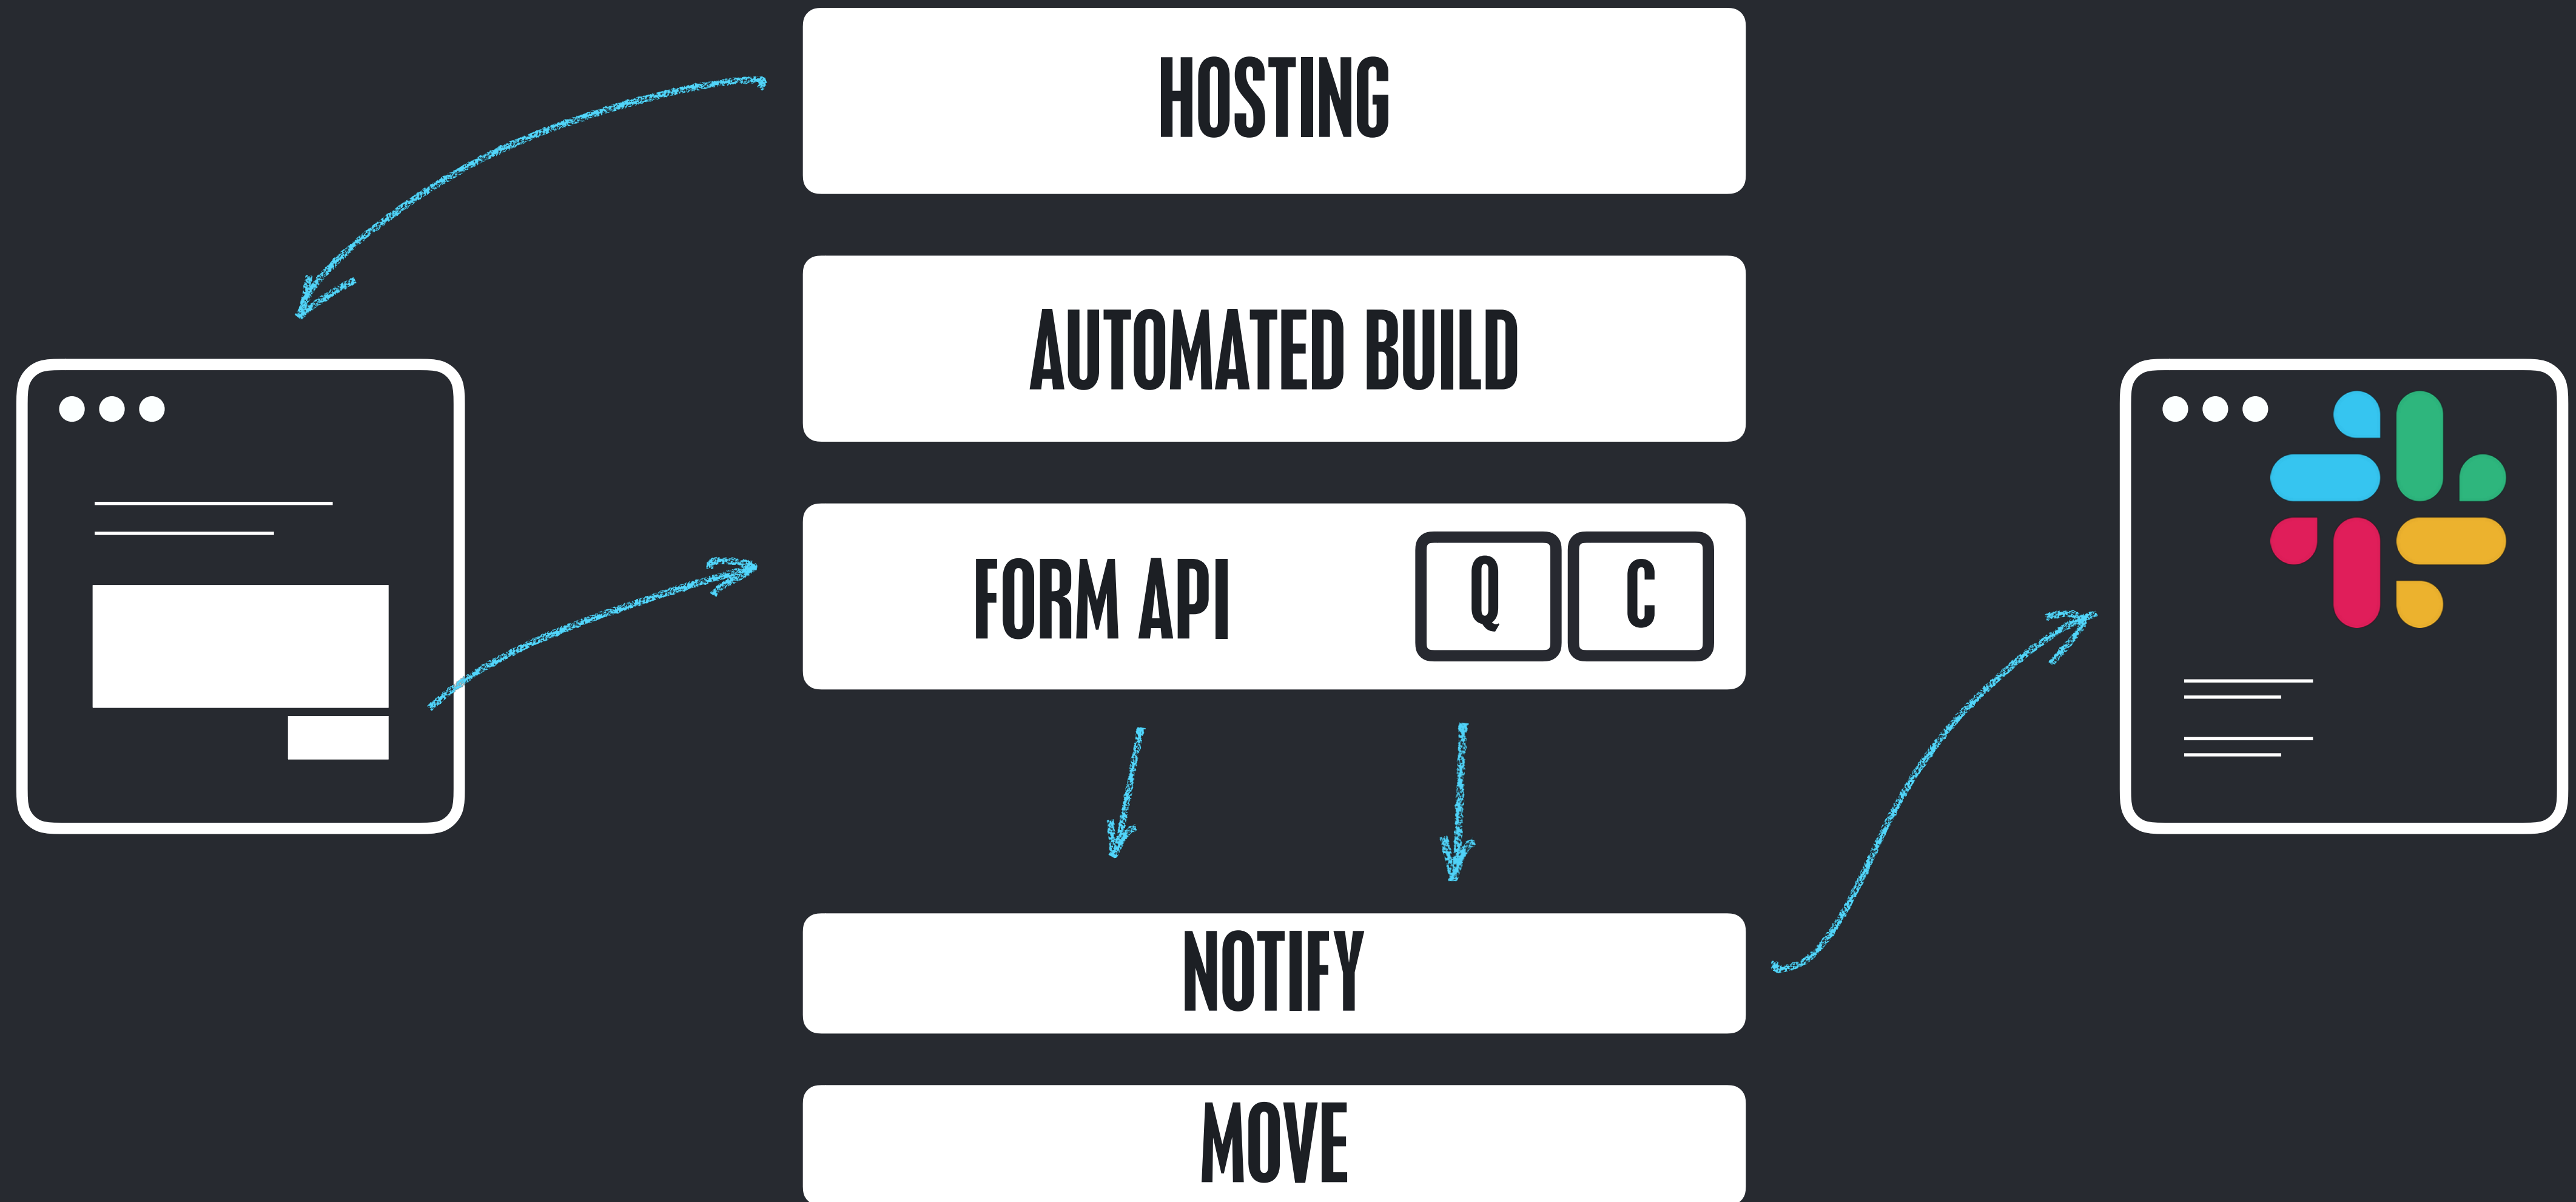 HOSTING
AUTOMATED BUILD
FORM API Q C
NOTIFY
MOVE